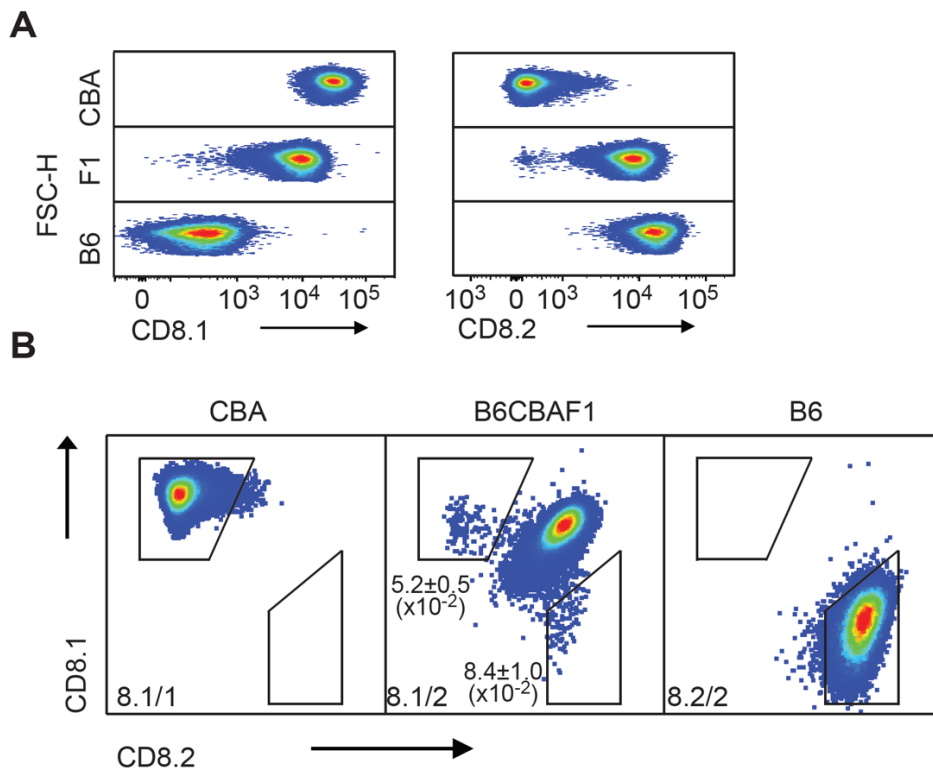 A
CBA
F1
B6
FSC-H
0 10³ 10⁴ 10⁵
CD8.1
10³ 0 10³ 10⁴ 10⁵
CD8.2
B
CBA
B6CBAF1
B6
5.2±0.5
(x10⁻²)
8.4±1.0
(x10⁻²)
8.1/1
8.1/2
8.2/2
CD8.1
CD8.2